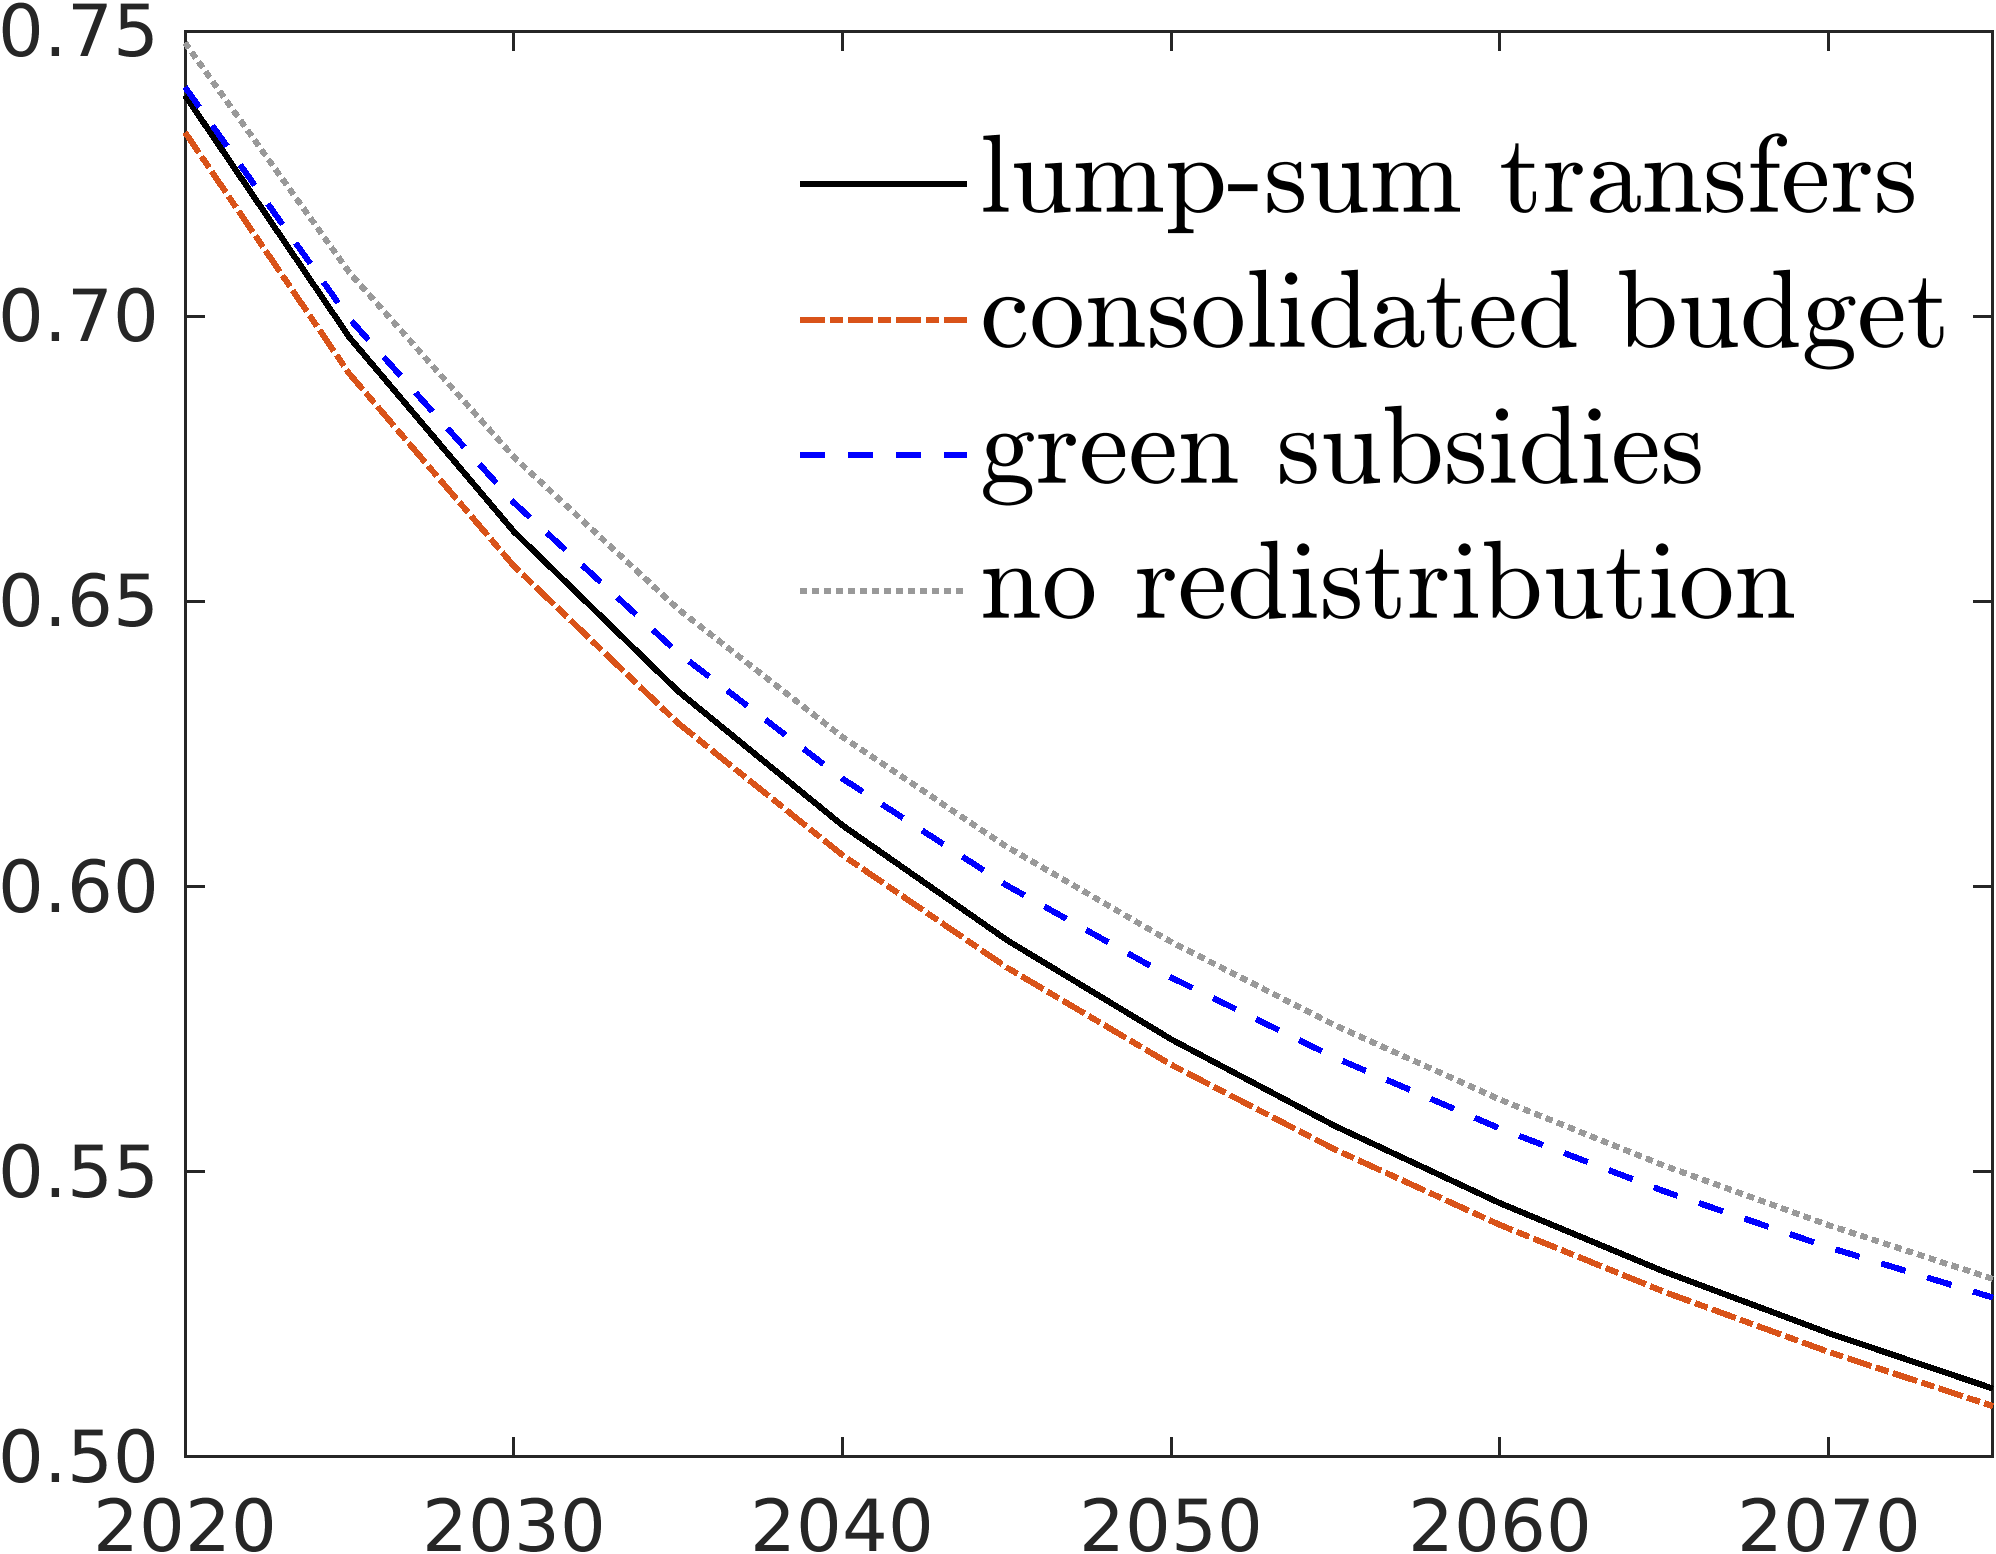 0.75
lump-sum transfers
0.70
consolidated budget
green subsidies
0.65
no redistribution
0.60
0.55
0.50
2020 2030 2040 2050 2060 2070